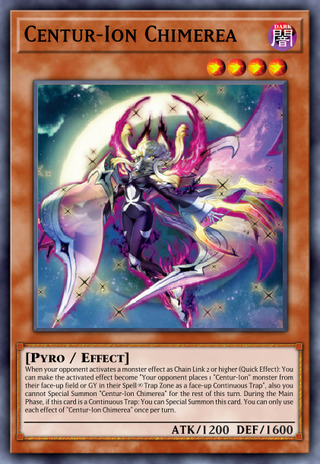 Centur-Ion Chimerea
DARK
闇
[Pyro / Effect]
When your opponent activates a monster effect as Chain Link 2 or higher (Quick Effect): You
can make the activated effect become "Your opponent places 1 "Centur-Ion" monster from
their face-up field or GY in their Spell & Trap Zone as a face-up Continuous Trap", also you
cannot Special Summon "Centur-Ion Chimerea" for the rest of this turn. During the Main
Phase, if this card is a Continuous Trap: You can Special Summon this card. You can only use
each effect of "Centur-Ion Chimerea" once per turn.
ATK/1200 DEF/1600